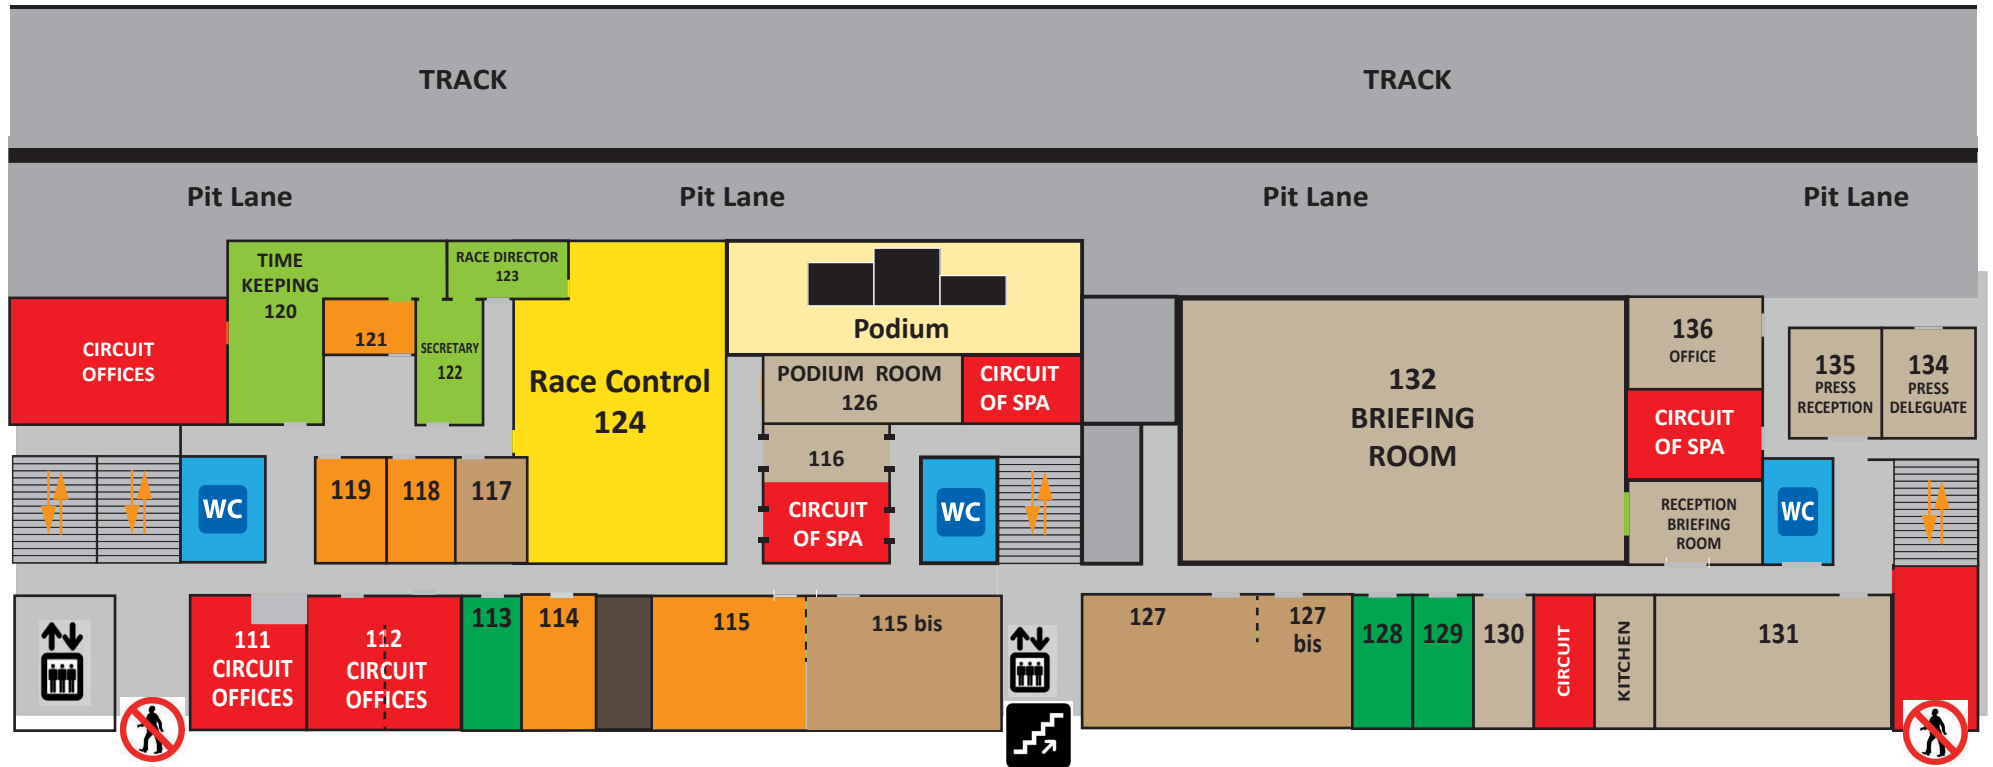 TRACK
TRACK
Pit Lane
Pit Lane
Pit Lane
Pit Lane
TIME
KEEPING
120
RACE DIRECTOR
123
CIRCUIT
OFFICES
121
SECRETARY
122
Race Control
124
Podium
PODIUM ROOM
126
CIRCUIT
OF SPA
116
CIRCUIT
OF SPA
132
BRIEFING
ROOM
136
OFFICE
CIRCUIT
OF SPA
RECEPTION
BRIEFING
ROOM
135
PRESS
RECEPTION
134
PRESS
DELEGUATE
WC
119
118
117
WC
WC
111
CIRCUIT
OFFICES
112
CIRCUIT
OFFICES
113
114
115
115 bis
127
127
bis
128
129
130
CIRCUIT
KITCHEN
131